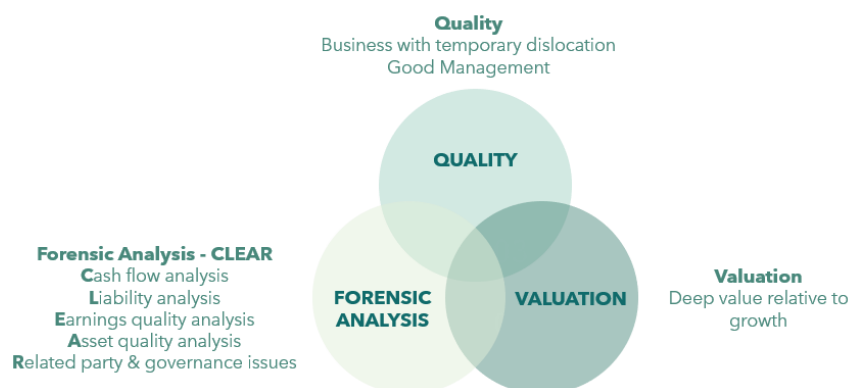 Quality
Business with temporary dislocation
Good Management
QUALITY
Forensic Analysis - CLEAR
Cash flow analysis
Liability analysis
Earnings quality analysis
Asset quality analysis
Related party & governance issues
FORENSIC
ANALYSIS
VALUATION
Valuation
Deep value relative to
growth